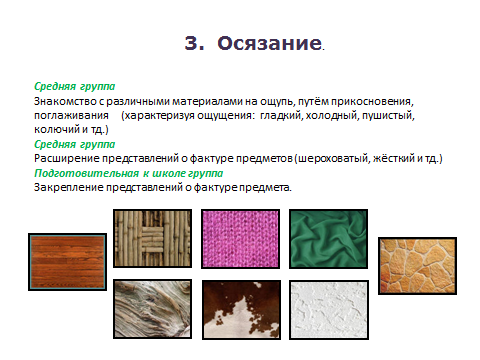 3. Осязание.
Средняя группа
Знакомство с различными материалами на ощупь, путём прикосновения,
поглаживания (характеризуя ощущения: гладкий, холодный, пушистый,
колючий и тд.)
Средняя группа
Расширение представлений о фактуре предметов (шероховатый, жёсткий и тд.)
Подготовительная к школе группа
Закрепление представлений о фактуре предмета.